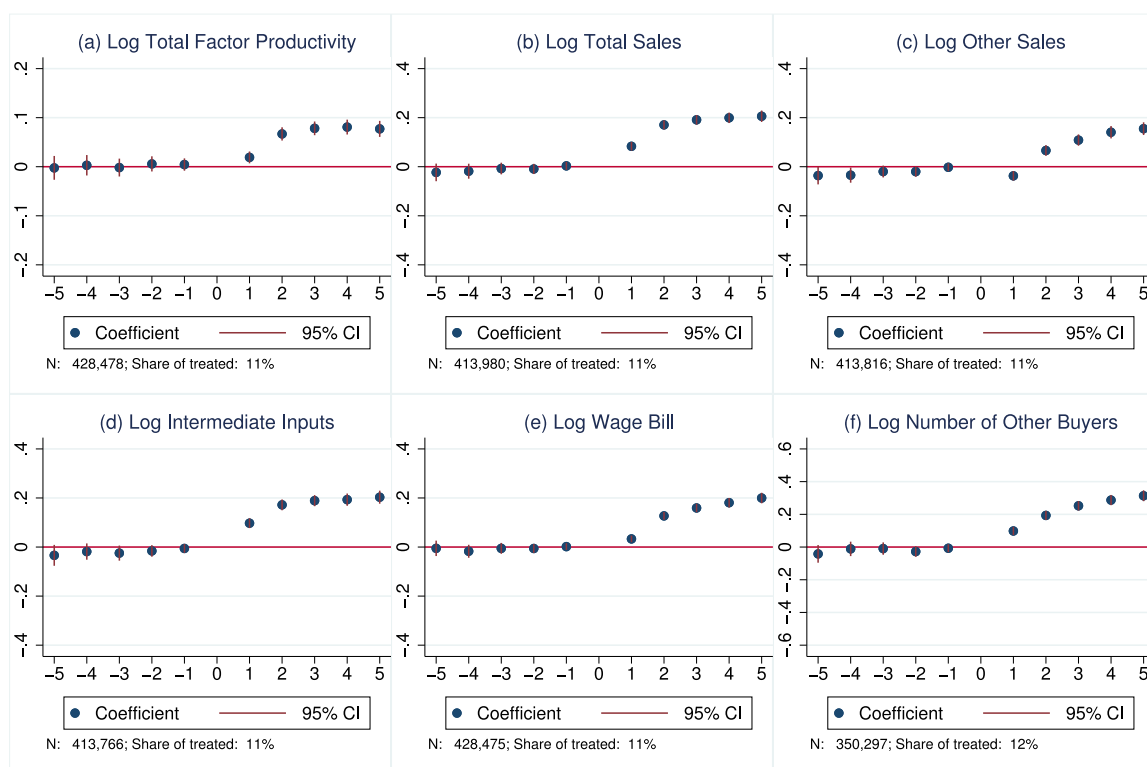 (a) Log Total Factor Productivity
.2
.1
0
−.1
−.2
−5 −4 −3 −2 −1 0 1 2 3 4 5
Coefficient 95% CI
N: 428,478; Share of treated: 11%
(b) Log Total Sales
.4
.2
0
−.2
−.4
−5 −4 −3 −2 −1 0 1 2 3 4 5
Coefficient 95% CI
N: 413,980; Share of treated: 11%
(c) Log Other Sales
.4
.2
0
−.2
−.4
−5 −4 −3 −2 −1 0 1 2 3 4 5
Coefficient 95% CI
N: 413,816; Share of treated: 11%
(d) Log Intermediate Inputs
.4
.2
0
−.2
−.4
−5 −4 −3 −2 −1 0 1 2 3 4 5
Coefficient 95% CI
N: 413,766; Share of treated: 11%
(e) Log Wage Bill
.4
.2
0
−.2
−.4
−5 −4 −3 −2 −1 0 1 2 3 4 5
Coefficient 95% CI
N: 428,475; Share of treated: 11%
(f) Log Number of Other Buyers
.6
.4
.2
0
−.2
−.4
−.6
−5 −4 −3 −2 −1 0 1 2 3 4 5
Coefficient 95% CI
N: 350,297; Share of treated: 12%